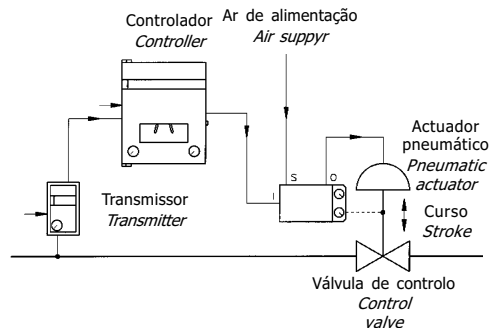 Controlador
Controller
Ar de alimentação
Air suppyr
S
O
I
Actuador
pneumático
Pneumatic
actuator
Transmissor
Transmitter
Curso
Stroke
Válvula de controlo
Control
valve